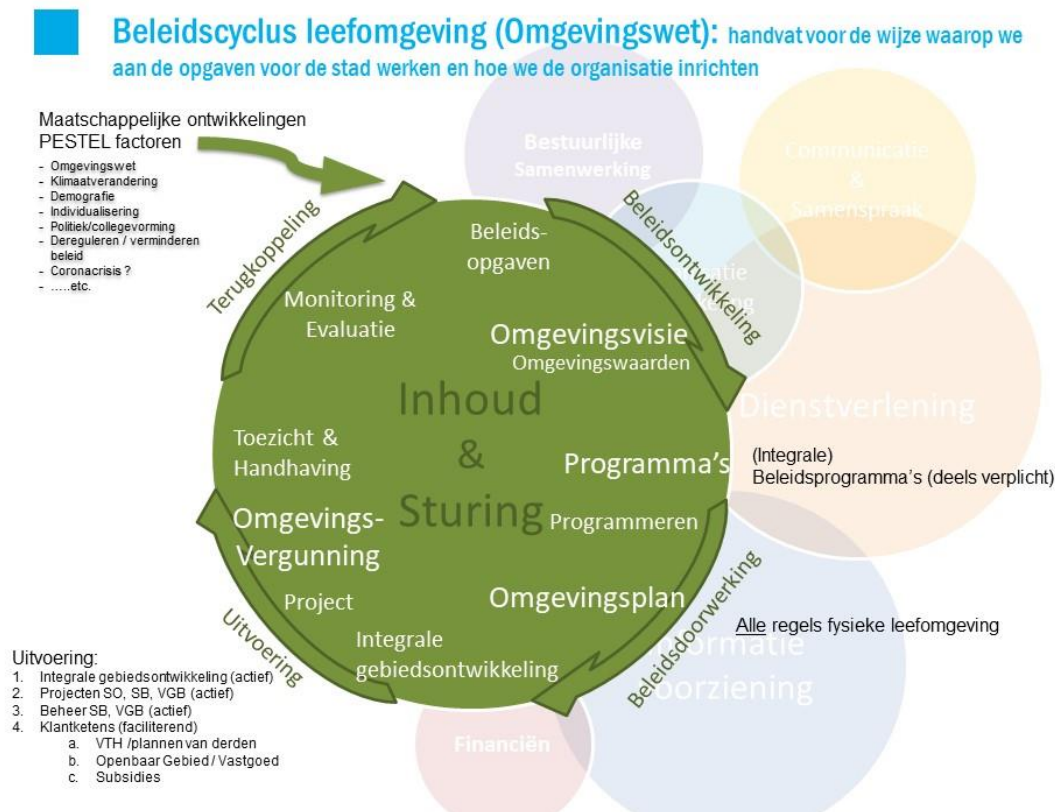 Beleidscyclus leefomgeving (Omgevingswet): handvat voor de wijze waarop we
aan de opgaven voor de stad werken en hoe we de organisatie inrichten
Maatschappelijke ontwikkelingen
PESTEL factoren
- Omgevingswet
- Klimaatverandering
- Demografie
- Individualisering
- Politiek/collegevorming
- Dereguleren / verminderen
beleid
- Coronacrisis ?
- .....etc.
Bestuurlijke
Samenwerking
Communicatie
&
Samenspraak
Terugkoppeling
Beleidsontwikkeling
Beleids-
opgaven
Monitoring &
Evaluatie
Omgevingsvisie
Omgevingswaarden
Inhoud
&
Sturing
Dienstverlening
Toezicht &
Handhaving
Programma's
(Integrale)
Beleidsprogramma's (deels verplicht)
Omgevings-
Vergunning
Programmeren
Project
Omgevingsplan
Integrale
gebiedsontwikkeling
Uitvoering
Beleidsdoorwerking
Alle regels fysieke leefomgeving
Uitvoering:
1. Integrale gebiedsontwikkeling (actief)
2. Projecten SO, SB, VGB (actief)
3. Beheer SB, VGB (actief)
4. Klantketens (faciliterend)
a. VTH /plannen van derden
b. Openbaar Gebied / Vastgoed
c. Subsidies
Financiën